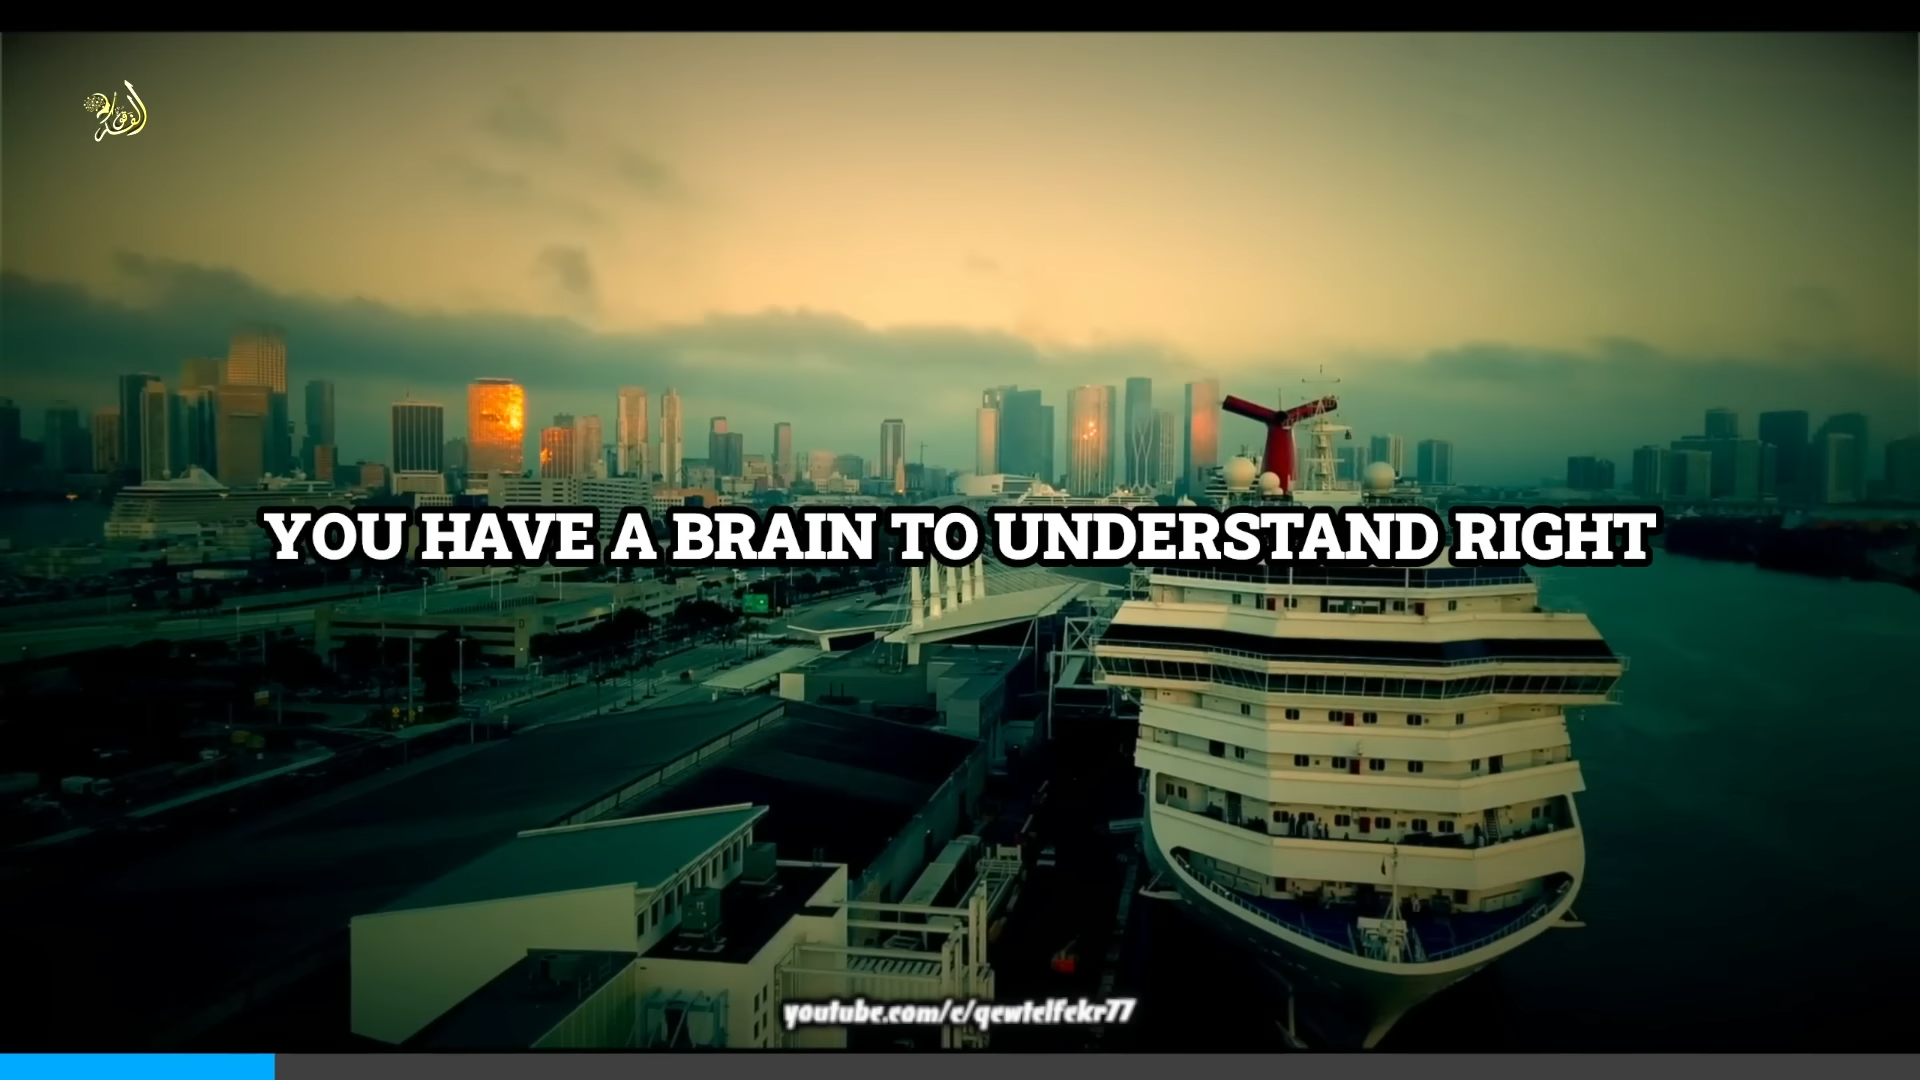 YOU HAVE A BRAIN TO UNDERSTAND RIGHT
youtube.com/c/qewtelfekr77